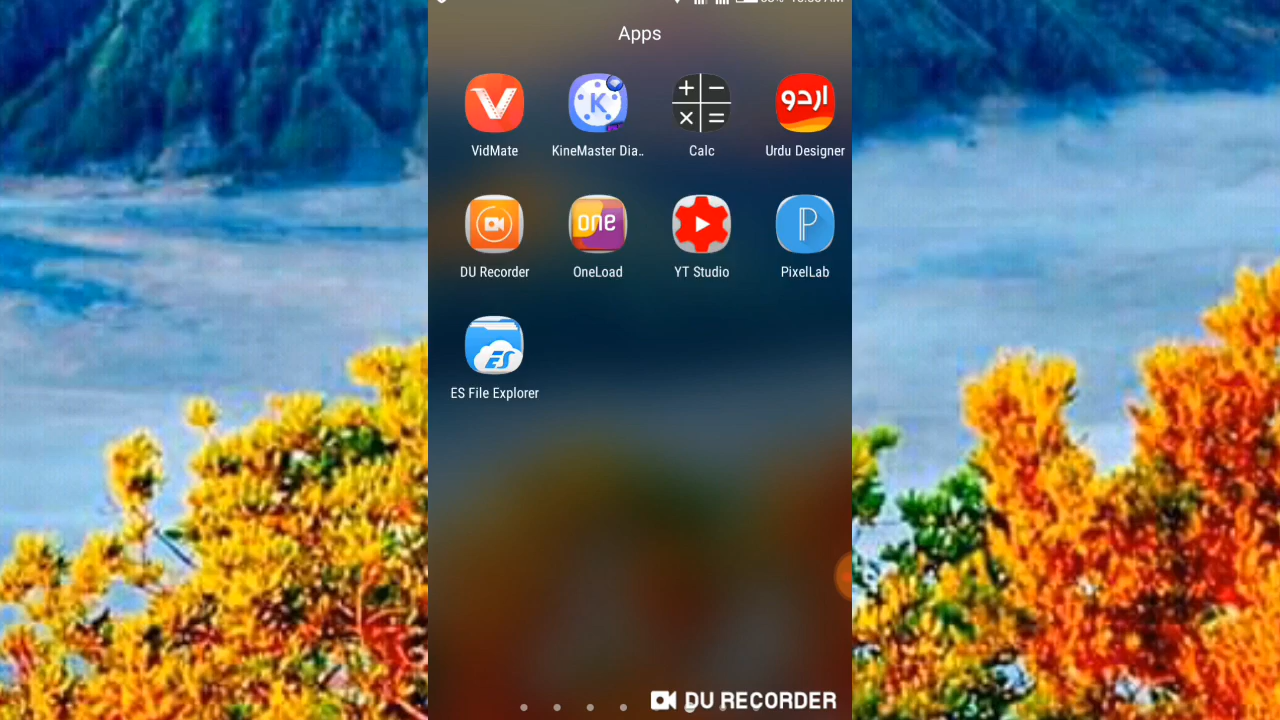 Apps
VidMate
KineMaster Dia..
Calc
Urdu Designer
K
اردو
DU Recorder
OneLoad
YT Studio
PixelLab
one
P
ES File Explorer
ES
DU RECORDER